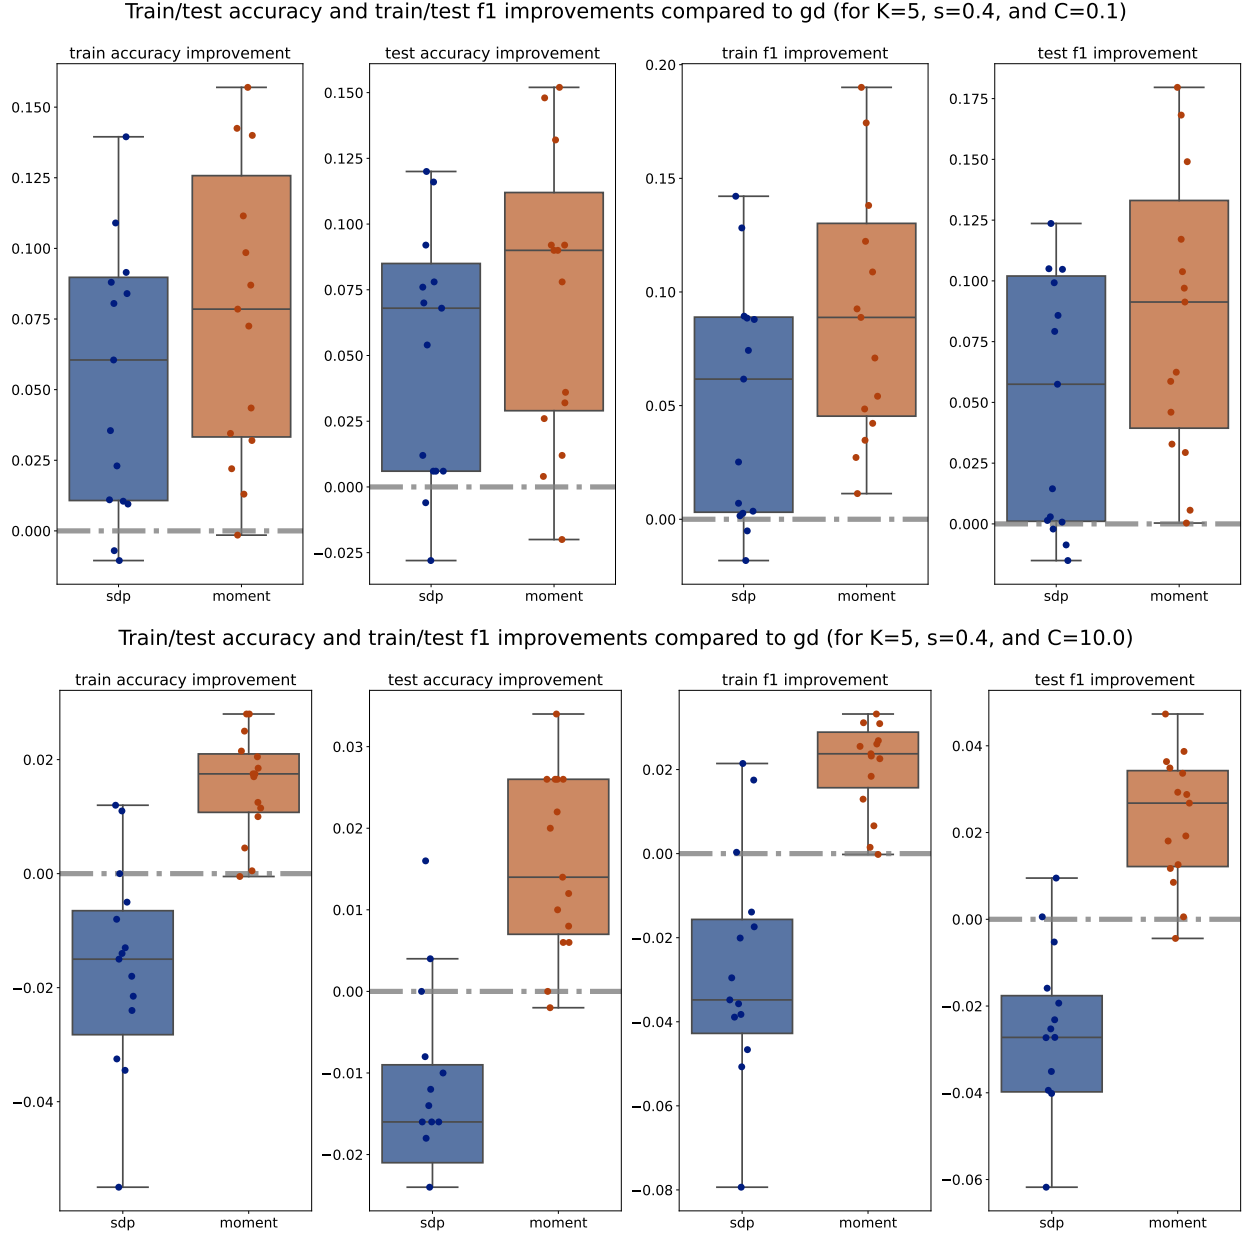 Train/test accuracy and train/test f1 improvements compared to gd (for K=5, s=0.4, and C=0.1)
train accuracy improvement
0.150
0.125
0.100
0.075
0.050
0.025
0.000
sdp moment
test accuracy improvement
0.150
0.125
0.100
0.075
0.050
0.025
0.000
−0.025
sdp moment
train f1 improvement
0.20
0.15
0.10
0.05
0.00
sdp moment
test f1 improvement
0.175
0.150
0.125
0.100
0.075
0.050
0.025
0.000
sdp moment
Train/test accuracy and train/test f1 improvements compared to gd (for K=5, s=0.4, and C=10.0)
train accuracy improvement
0.02
0.00
−0.02
−0.04
sdp moment
test accuracy improvement
0.03
0.02
0.01
0.00
−0.01
−0.02
sdp moment
train f1 improvement
0.02
0.00
−0.02
−0.04
−0.06
−0.08
sdp moment
test f1 improvement
0.04
0.02
0.00
−0.02
−0.04
−0.06
sdp moment